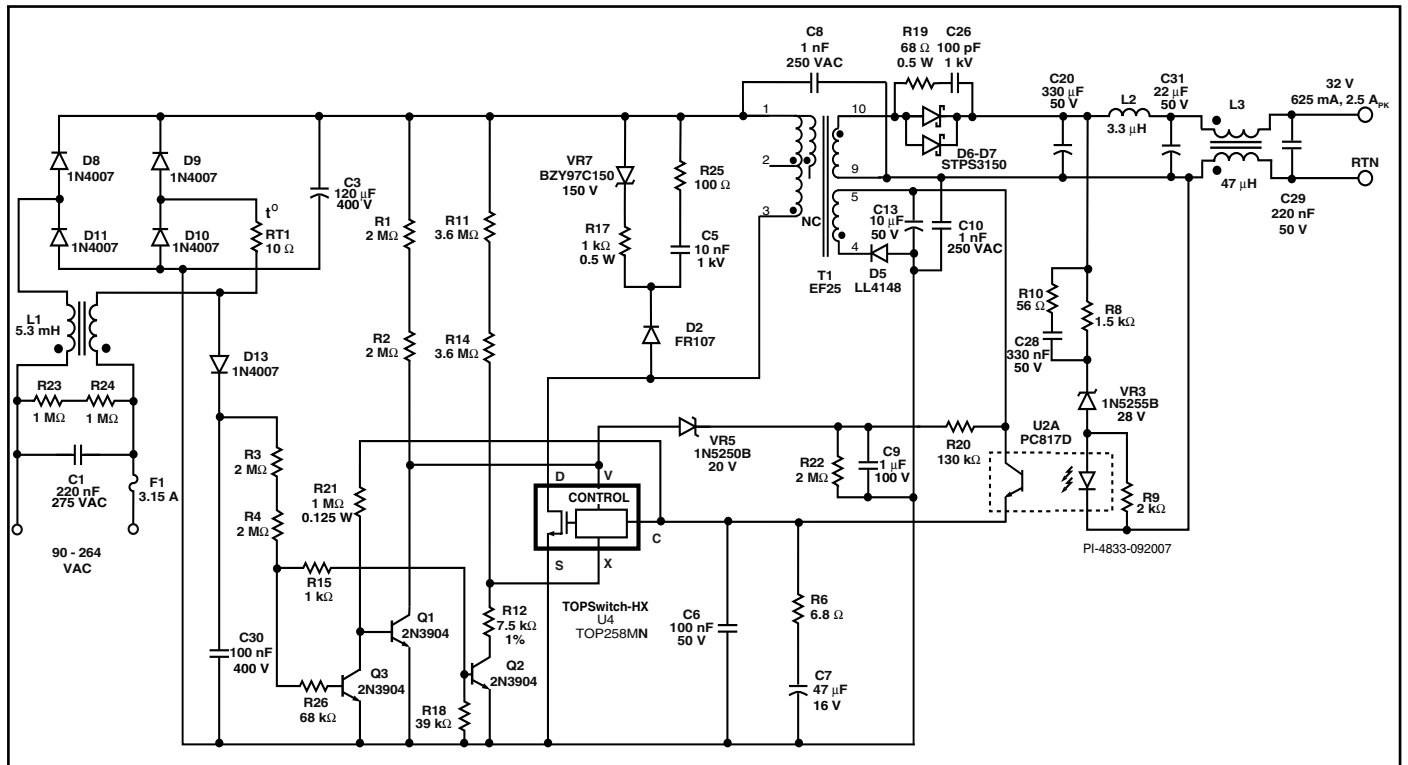 C8
1 nF
250 VAC
R19
68 Ω
0.5 W
C26
100 pF
1 kV
C20
330 µF
50 V
C31
22 µF
50 V
L2
3.3 µH
L3
47 µH
32 V
625 mA, 2.5 APK
RTN
C29
220 nF
50 V
D8
1N4007
D9
1N4007
D11
1N4007
D10
1N4007
C3
120 µF
400 V
t°
RT1
10 Ω
R1
2 MΩ
R11
3.6 MΩ
VR7
BZY97C150
150 V
R25
100 Ω
R17
1 kΩ
0.5 W
C5
10 nF
1 kV
1
2
3
NC
10
9
5
4
D6-D7
STPS3150
C13
10 µF
50 V
C10
1 nF
250 VAC
T1
EF25
D5
LL4148
L1
5.3 mH
R2
2 MΩ
R14
3.6 MΩ
D2
FR107
R10
56 Ω
R8
1.5 kΩ
C28
330 nF
50 V
D13
1N4007
R23
1 MΩ
R24
1 MΩ
C1
220 nF
275 VAC
F1
3.15 A
90 - 264
VAC
VR3
1N5255B
28 V
U2A
PC817D
R9
2 kΩ
PI-4833-092007
VR5
1N5250B
20 V
R20
130 kΩ
R22
2 MΩ
C9
1 µF
100 V
R3
2 MΩ
R4
2 MΩ
R21
1 MΩ
0.125 W
D
V
CONTROL
C
S
X
TOPSwitch-HX
U4
TOP258MN
R15
1 kΩ
R12
7.5 kΩ
1%
C6
100 nF
50 V
R6
6.8 Ω
C7
47 µF
16 V
C30
100 nF
400 V
Q1
2N3904
Q3
2N3904
Q2
2N3904
R26
68 kΩ
R18
39 kΩ